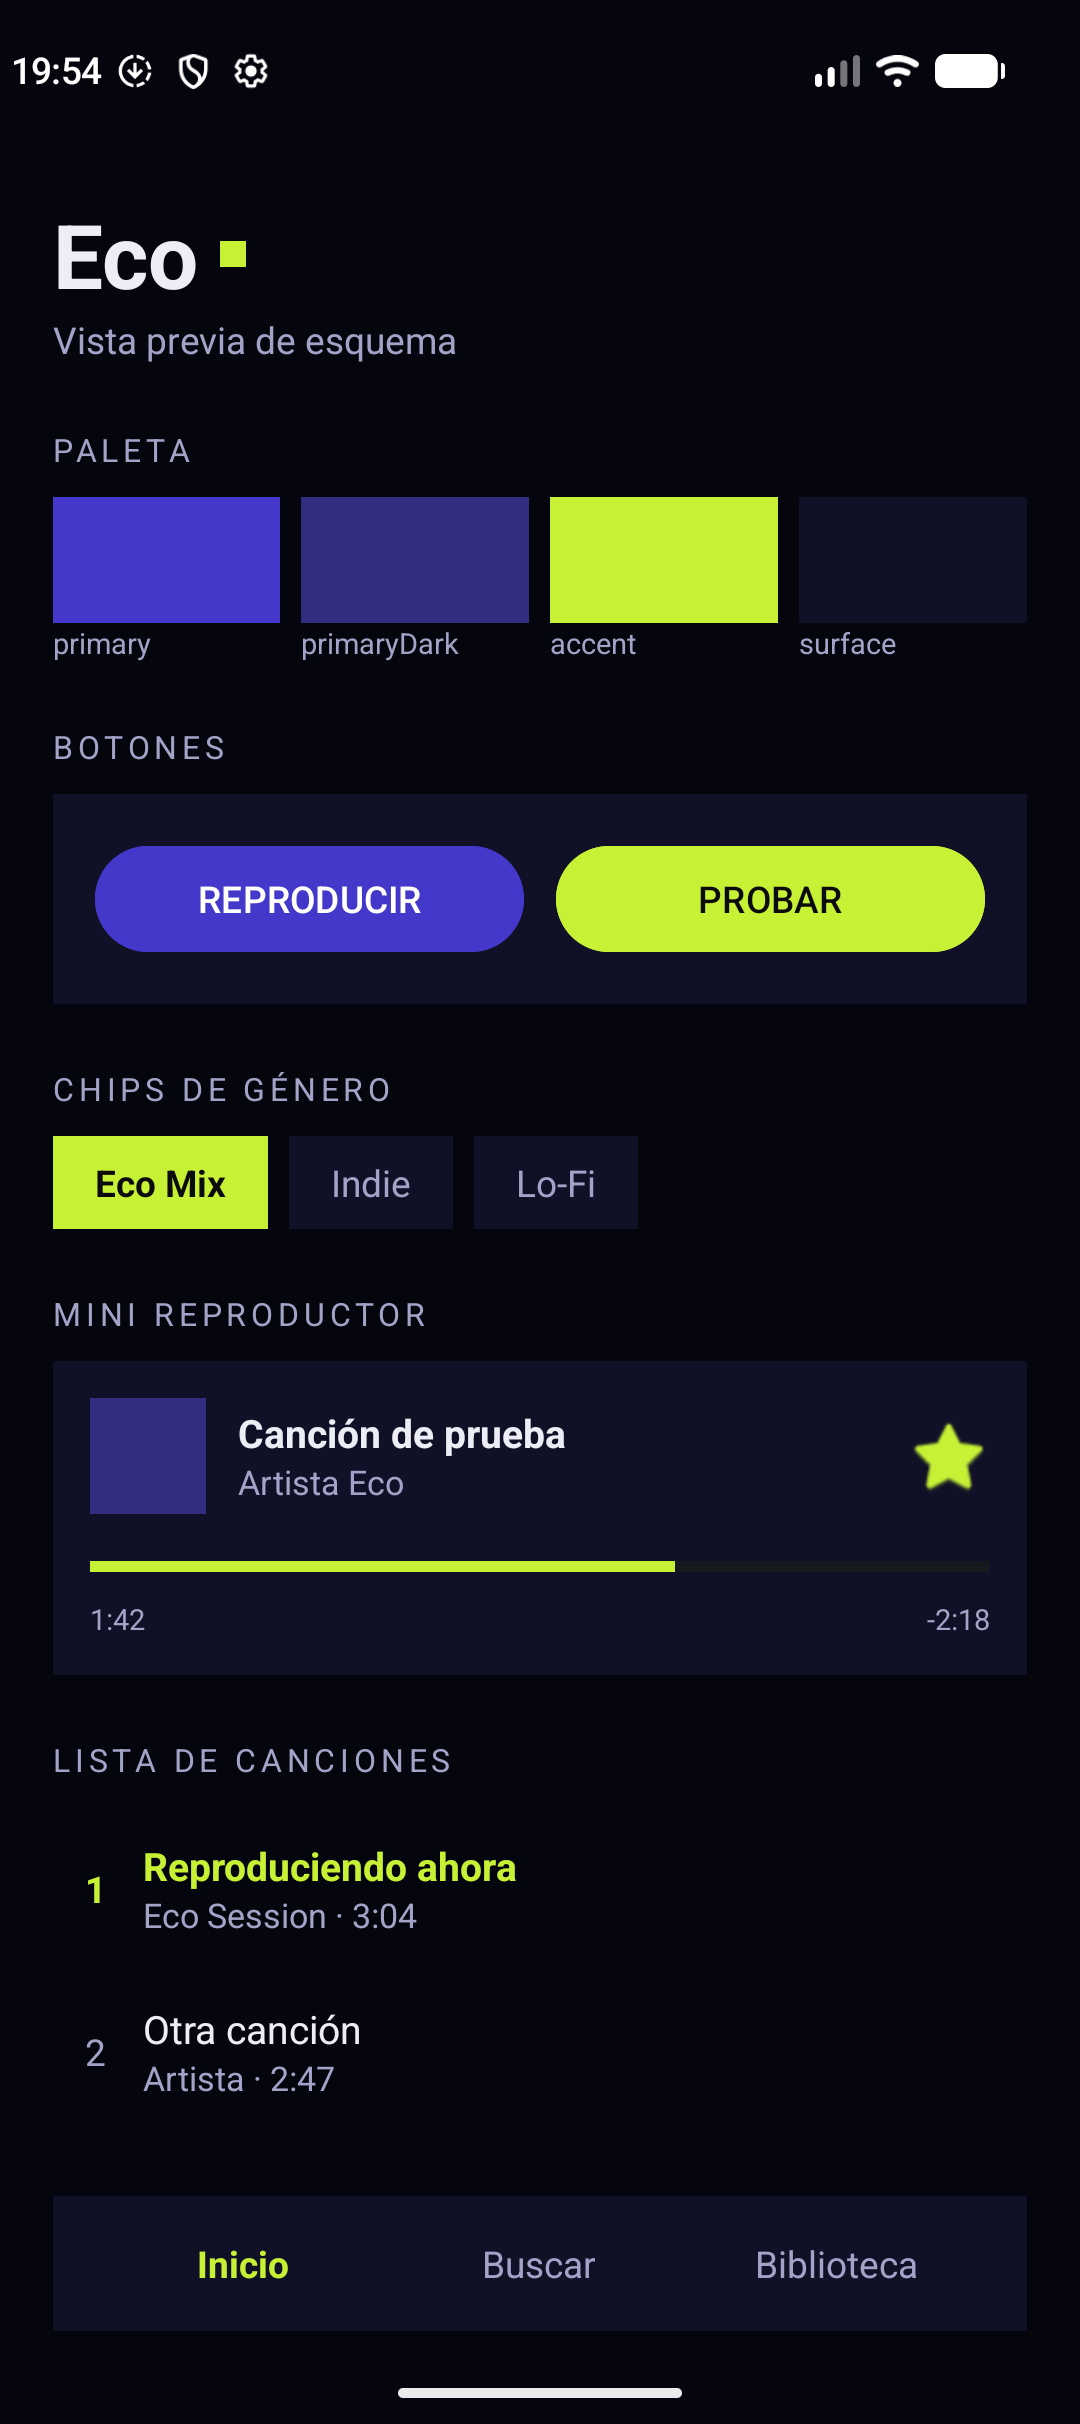 19:54
Eco
Vista previa de esquema
PALETA
primary primaryDark accent surface
BOTONES
REPRODUCIR PROBAR
CHIPS DE GÉNERO
Eco Mix Indie Lo-Fi
MINI REPRODUCTOR
Canción de prueba
Artista Eco
1:42 -2:18
LISTA DE CANCIONES
1 Reproduciendo ahora
Eco Session · 3:04
2 Otra canción
Artista · 2:47
Inicio Buscar Biblioteca